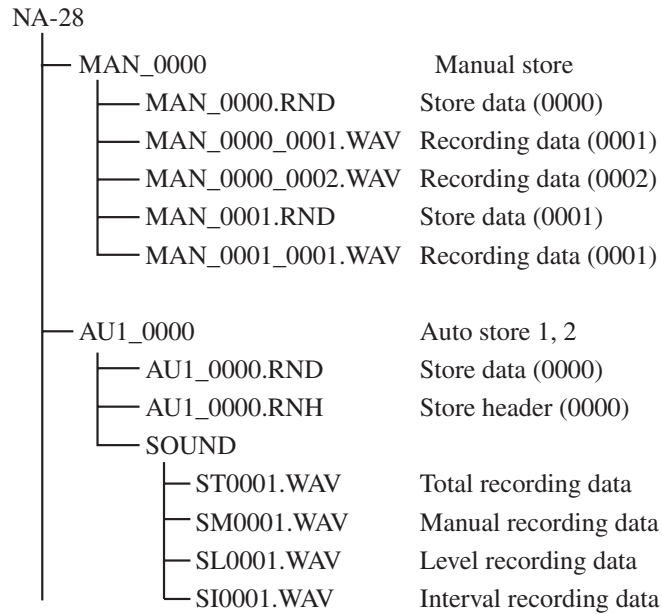 NA-28
MAN_0000 Manual store
MAN_0000.RND Store data (0000)
MAN_0000_0001.WAV Recording data (0001)
MAN_0000_0002.WAV Recording data (0002)
MAN_0001.RND Store data (0001)
MAN_0001_0001.WAV Recording data (0001)
AU1_0000 Auto store 1, 2
AU1_0000.RND Store data (0000)
AU1_0000.RNH Store header (0000)
SOUND
ST0001.WAV Total recording data
SM0001.WAV Manual recording data
SL0001.WAV Level recording data
SI0001.WAV Interval recording data